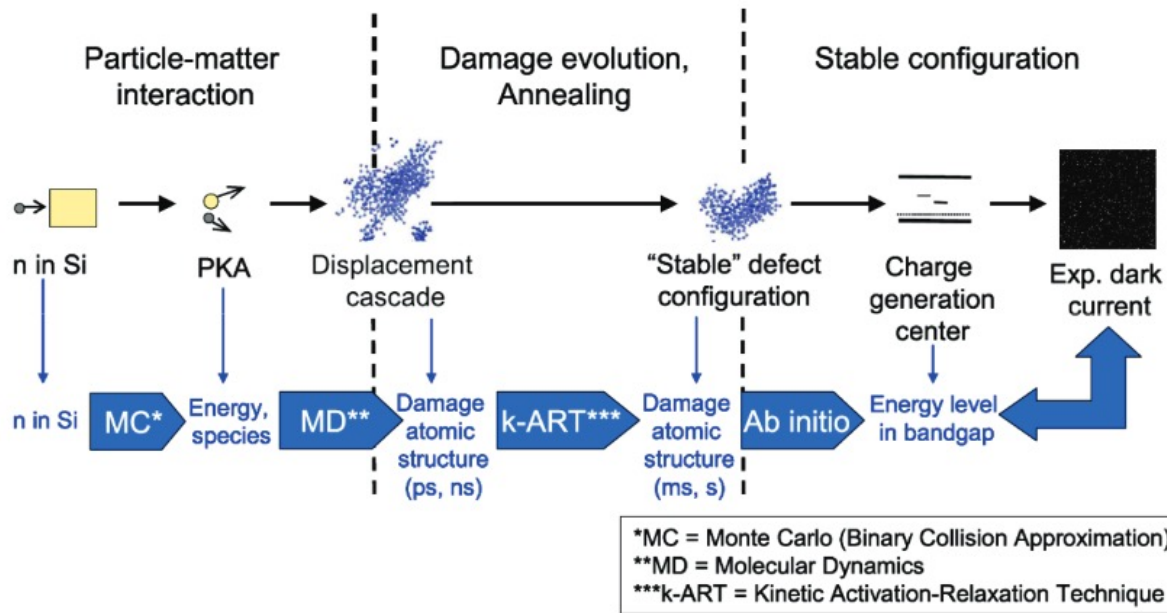 Particle-matter
interaction
Damage evolution,
Annealing
Stable configuration
n in Si
PKA
Displacement
cascade
“Stable” defect
configuration
Charge
generation
center
Exp. dark
current
n in Si
MC*
Energy,
species
MD**
Damage
atomic
structure
(ps, ns)
k-ART***
Damage
atomic
structure
(ms, s)
Ab initio
Energy level
in bandgap
*MC = Monte Carlo (Binary Collision Approximation)
**MD = Molecular Dynamics
***k-ART = Kinetic Activation-Relaxation Technique